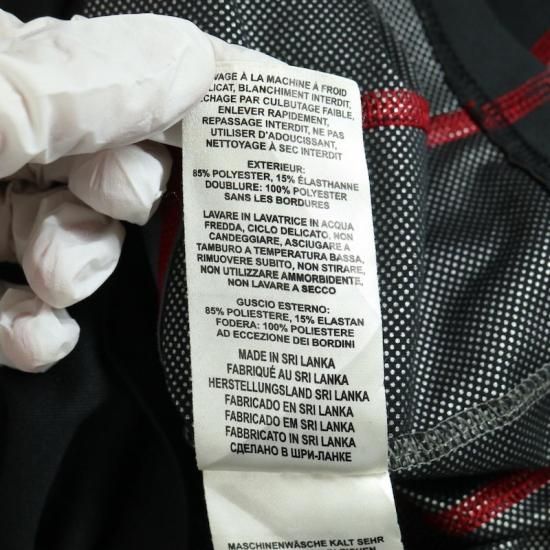 VAGE À LA MACHINE À FROID
LICAT, BLANCHIMENT INTERDIT,
ÉCHAGE PAR CULBUTAGE FAIBLE,
ENLEVER RAPIDEMENT,
REPASSAGE INTERDIT, NE PAS
UTILISER D'ADOUCISSANT,
NETTOYAGE À SEC INTERDIT
EXTERIEUR:
85% POLYESTER, 15% ÉLASTHANNE
DOUBLURE: 100% POLYESTER
SANS LES BORDURES
LAVARE IN LAVATRICE IN ACQUA
FREDDA, CICLO DELICATO, NON
CANDEGGIARE, ASCIUGARE A
TAMBURO A TEMPERATURA BASSA,
RIMUOVERE SUBITO, NON STIRARE,
NON UTILIZZARE AMMORBIDENTE,
NON LAVARE A SECCO
GUSCIO ESTERNO:
85% POLIESTERE, 15% ELASTAN
FODERA: 100% POLIESTERE
AD ECCEZIONE DEI BORDINI
MADE IN SRI LANKA
FABRIQUÉ AU SRI LANKA
HERSTELLUNGSLAND SRI LANKA
FABRICADO EN SRI LANKA
FABRICADO EM SRI LANKA
FABBRICATO IN SRI LANKA
СДЕЛАНО В ШРИ-ЛАНКЕ
MASCHINENWÄSCHE KALT SEHR